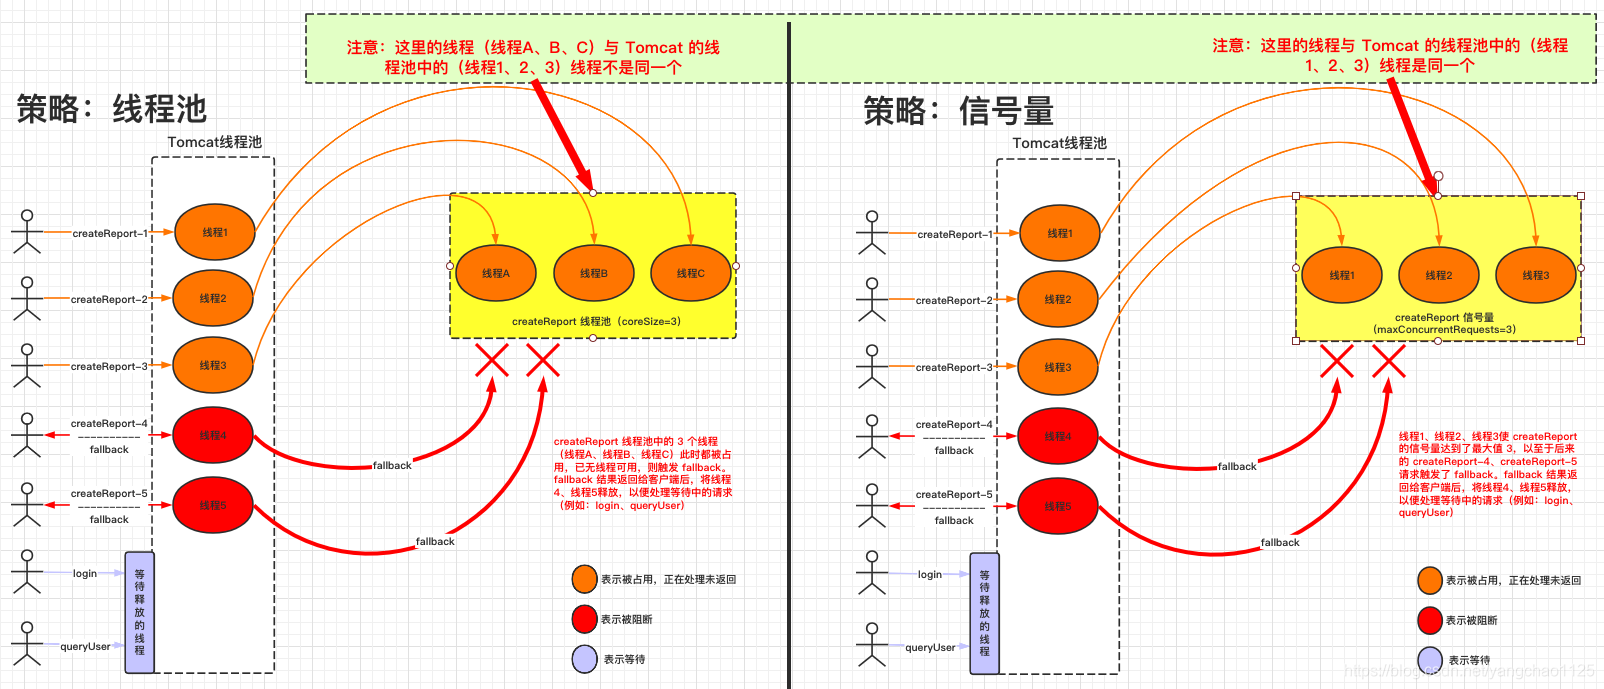 注意：这里的线程（线程A、B、C）与 Tomcat 的线
程池中的（线程1、2、3）线程不是同一个
策略：线程池
Tomcat线程池
createReport-1
线程1
createReport-2
线程2
createReport-3
线程3
createReport-4
----------
fallback
线程4
createReport-5
----------
fallback
线程5
login
queryUser
等
待
释
放
的
线
程
线程A
线程B
线程C
createReport 线程池（coreSize=3）
fallback
fallback
createReport 线程池中的 3 个线程
（线程A、线程B、线程C）此时都被占
用，已无线程可用，则触发 fallback。
fallback 结果返回给客户端后，将线程
4、线程5释放，以便处理等待中的请求
（例如：login、queryUser）
表示被占用，正在处理未返回
表示被阻断
表示等待
注意：这里的线程与 Tomcat 的线程池中的（线程
1、2、3）线程是同一个
策略：信号量
Tomcat线程池
createReport-1
线程1
createReport-2
线程2
createReport-3
线程3
createReport-4
----------
fallback
线程4
createReport-5
----------
fallback
线程5
login
queryUser
等
待
释
放
的
线
程
线程1
线程2
线程3
createReport 信号量
(maxConcurrentRequests=3)
fallback
fallback
线程1、线程2、线程3使 createReport
的信号量达到了最大值 3，以至于后来
的 createReport-4、createReport-5
请求触发了 fallback。fallback 结果返
回给客户端后，将线程4、线程5释放，
以便处理等待中的请求（例如：login、
queryUser）
表示被占用，正在处理未返回
表示被阻断
表示等待
https://blog.csdn.net/yangchao1125